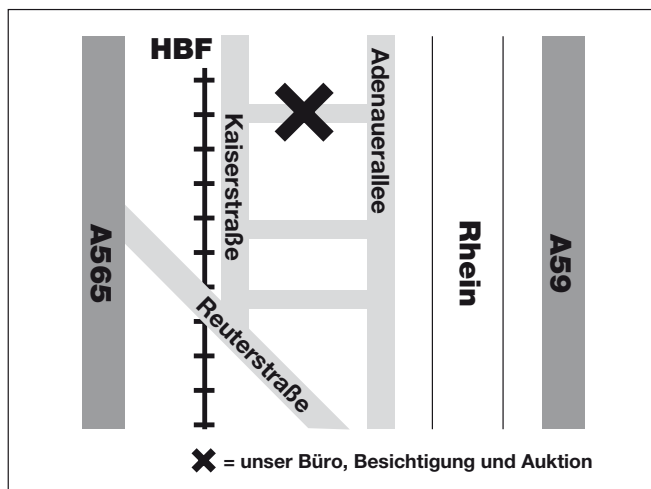 HBF
Kaiserstraße
Adenauerallee
A565
Reuterstraße
Rhein
A59
= unser Büro, Besichtigung und Auktion